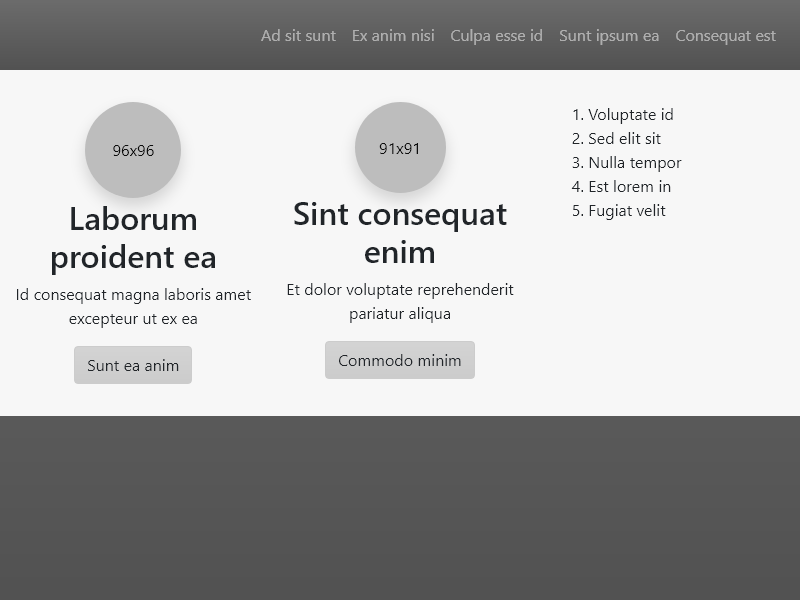 Ad sit sunt Ex anim nisi Culpa esse id Sunt ipsum ea Consequat est
96x96
Laborum
proident ea
Id consequat magna laboris amet
excepteur ut ex ea
Sunt ea anim
91x91
Sint consequat
enim
Et dolor voluptate reprehenderit
pariatur aliqua
Commodo minim
1. Voluptate id
2. Sed elit sit
3. Nulla tempor
4. Est lorem in
5. Fugiat velit